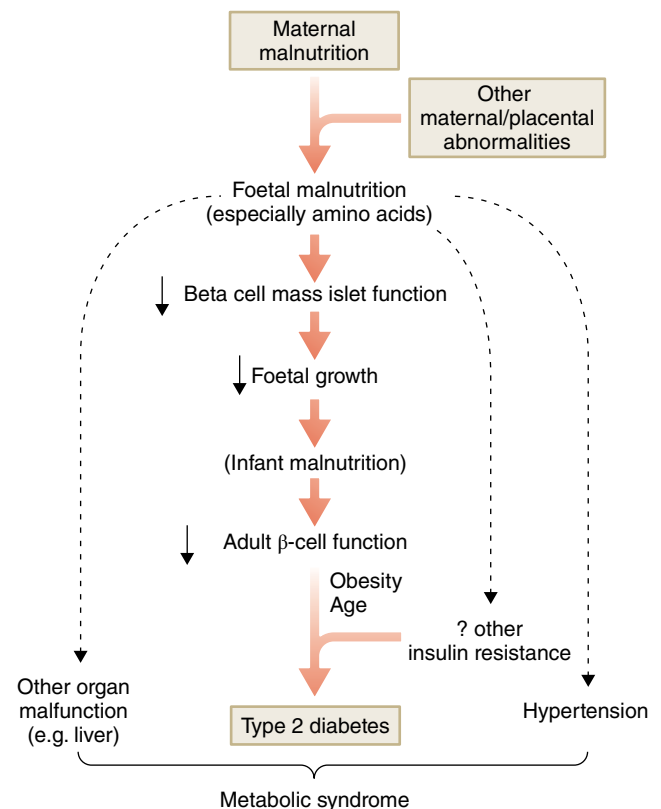 Maternal
malnutrition
Other
maternal/placental
abnormalities
Foetal malnutrition
(especially amino acids)
Beta cell mass islet function
Foetal growth
(Infant malnutrition)
Adult β-cell function
Obesity
Age
? other
insulin resistance
Other organ
malfunction
(e.g. liver)
Type 2 diabetes
Hypertension
Metabolic syndrome